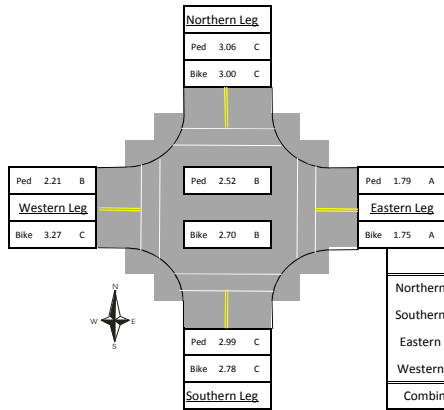 Northern Leg
Ped 3.06 C
Bike 3.00 C
Ped 2.21 B
Western Leg
Bike 3.27 C
Ped 2.52 B
Bike 2.70 B
Ped 1.79 A
Eastern Leg
Bike 1.75 A
N
W E
S
Ped 2.99 C
Bike 2.78 C
Southern Leg
Northern
Southern
Eastern
Western